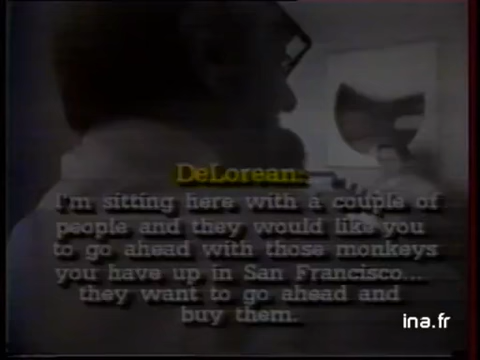 DeLorean:
I'm sitting here with a couple of
people and they would like you
to go ahead with those monkeys
you have up in San Francisco...
they want to go ahead and
buy them.
ina.fr